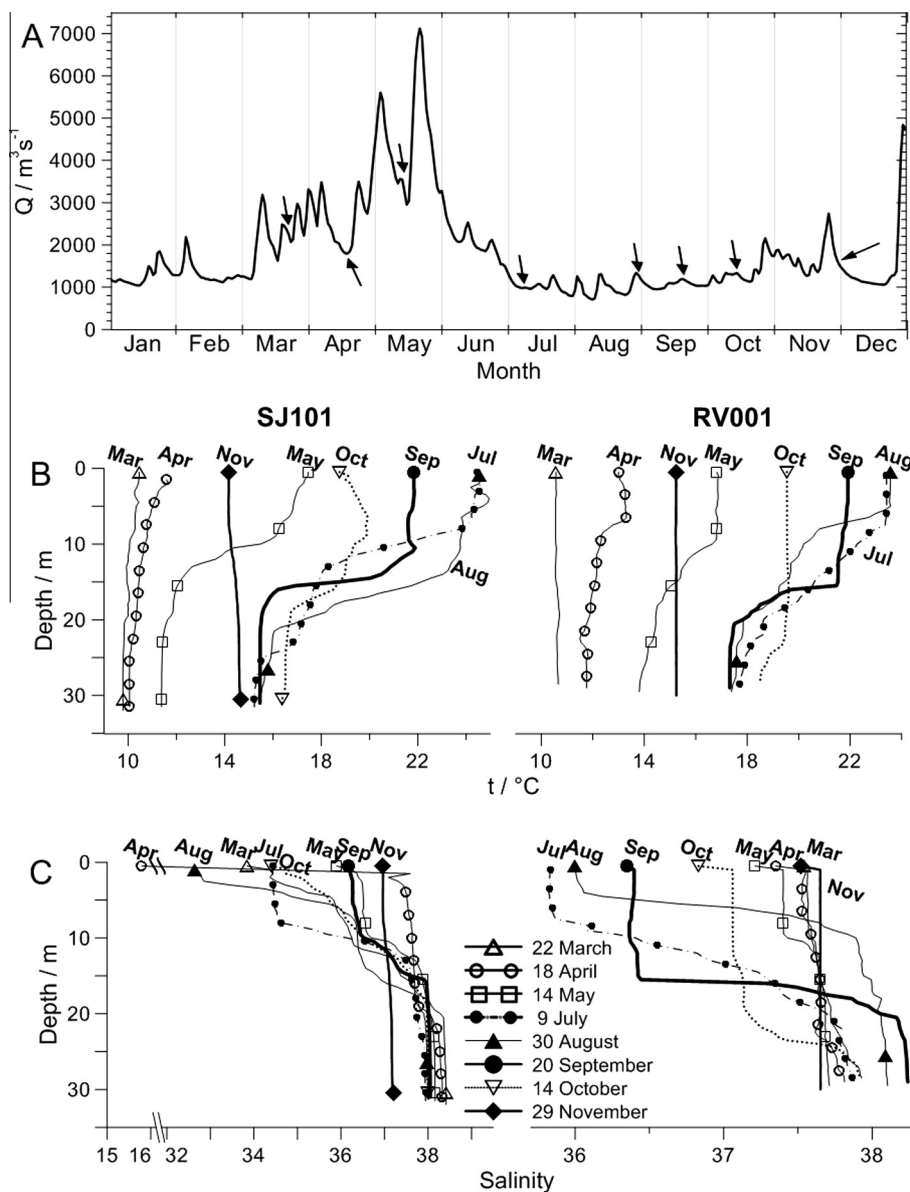 A
Q / m³s⁻¹
7000
6000
5000
4000
3000
2000
1000
0
Jan Feb Mar Apr May Jun Jul Aug Sep Oct Nov Dec
Month
SJ101 RV001
B
Mar Apr Nov May Oct Sep Jul Aug
Mar Apr Nov May Oct Sep Aug Jul
Depth / m
0
10
20
30
10 14 18 22 10 14 18 22
t / °C
C
Apr Aug Mar Jul Oct May Sep Nov
Jul Aug Sep Oct May Apr Mar Nov
Depth / m
0
10
20
30
22 March
18 April
14 May
9 July
30 August
20 September
14 October
29 November
15 16 32 34 36 38 36 37 38
Salinity